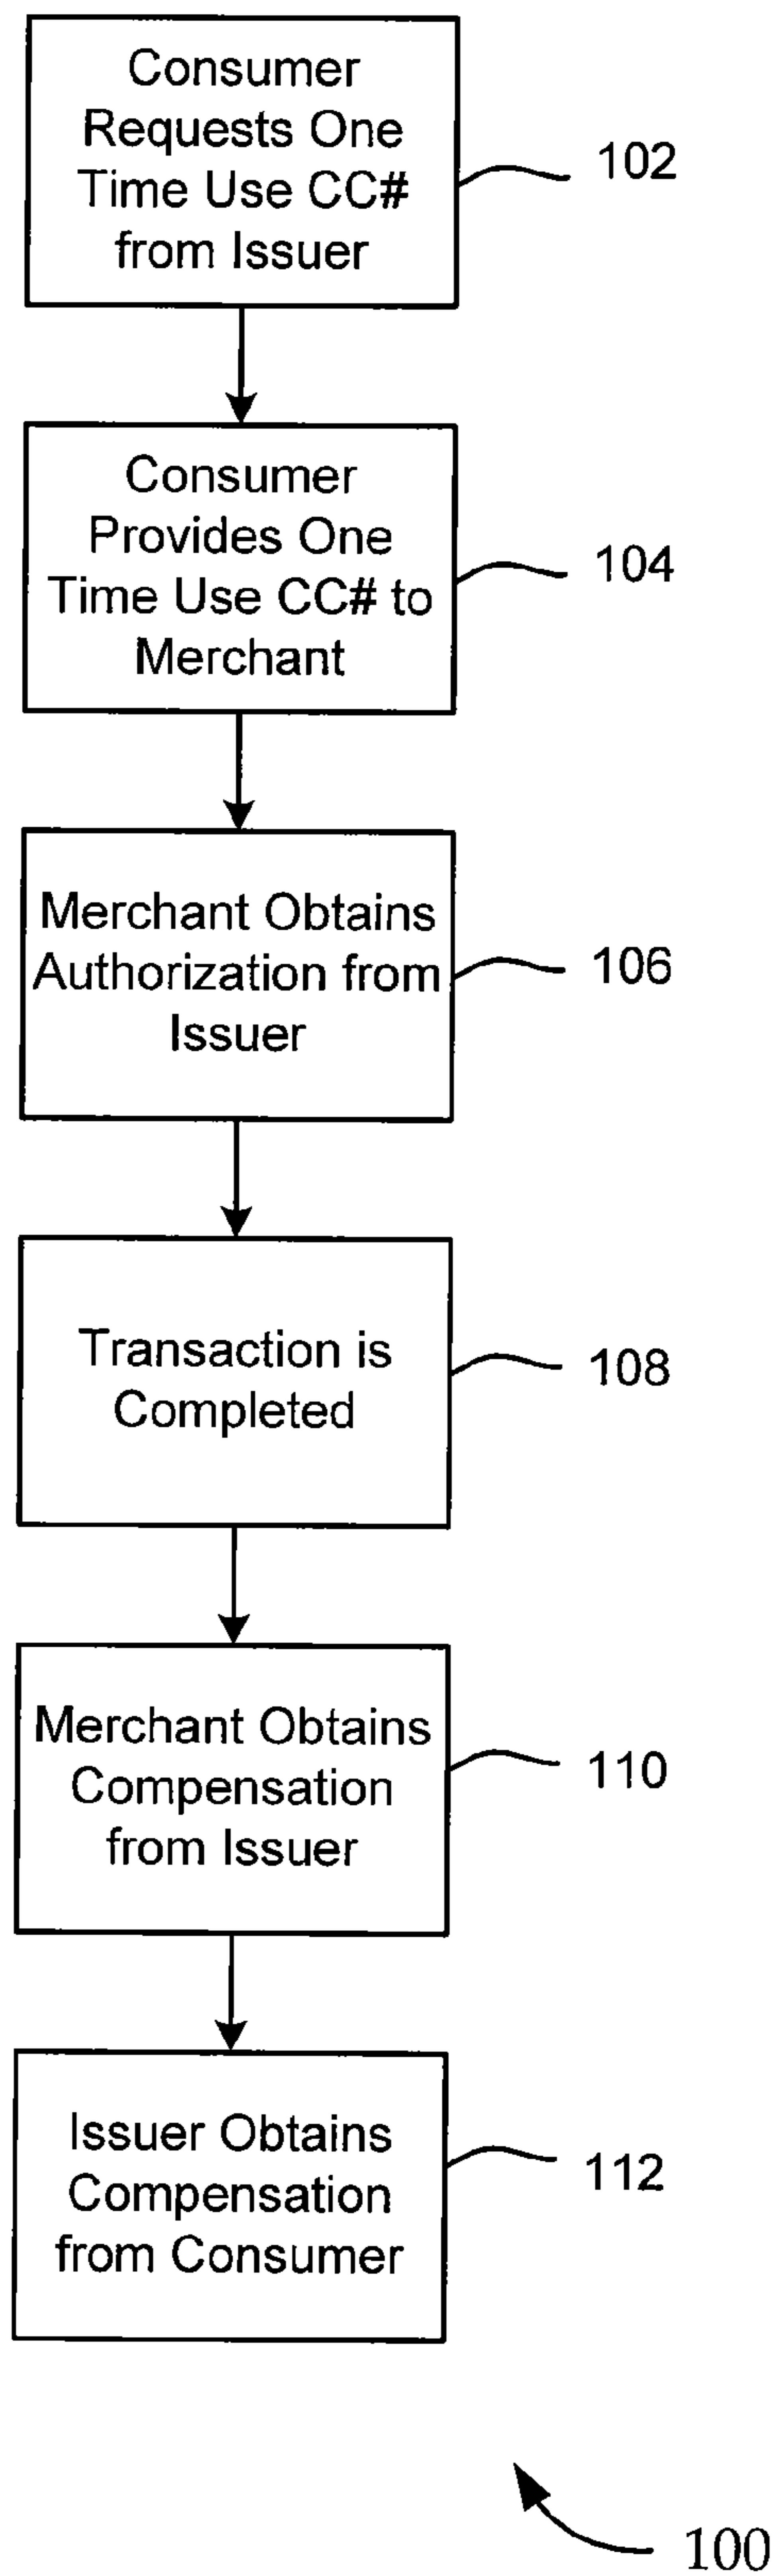 Consumer
Requests One
Time Use CC#
from Issuer
102
Consumer
Provides One
Time Use CC# to
Merchant
104
Merchant Obtains
Authorization from
Issuer
106
Transaction is
Completed
108
Merchant Obtains
Compensation
from Issuer
110
Issuer Obtains
Compensation
from Consumer
112
100